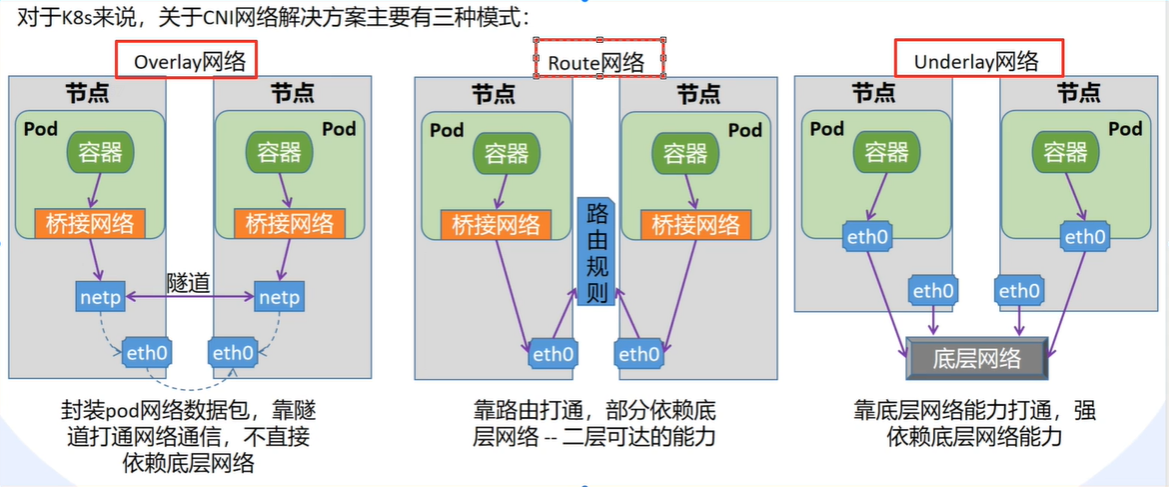 对于K8s来说，关于CNI网络解决方案主要有三种模式：
Overlay网络
节点
节点
Pod
Pod
容器
容器
桥接网络
桥接网络
隧道
netp
netp
eth0
eth0
封装pod网络数据包，靠隧
道打通网络通信，不直接
依赖底层网络
Route网络
节点
节点
Pod
Pod
容器
容器
桥接网络
桥接网络
路由规则
eth0
eth0
靠路由打通，部分依赖底
层网络 -- 二层可达的能力
Underlay网络
节点
节点
Pod
Pod
容器
容器
eth0
eth0
eth0
eth0
底层网络
靠底层网络能力打通，强
依赖底层网络能力